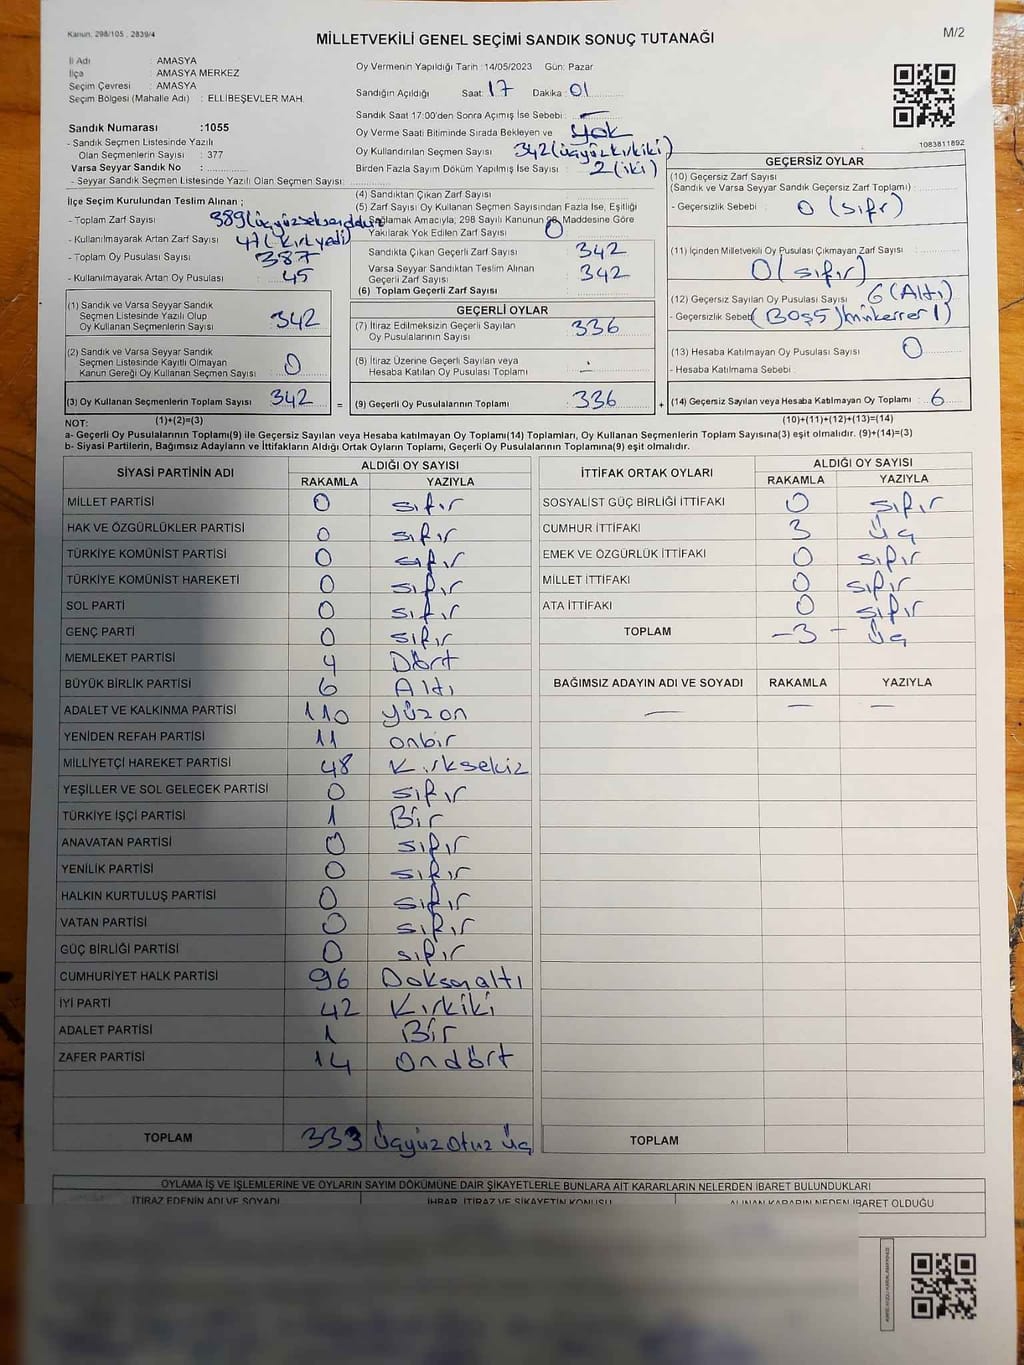 Kanun, 298/105 , 2839/4
M/2
MİLLETVEKİLİ GENEL SEÇİMİ SANDIK SONUÇ TUTANAĞI
İl Adı : AMASYA
İlçe : AMASYA MERKEZ
Seçim Çevresi : AMASYA
Seçim Bölgesi (Mahalle Adı) : ELLİBEŞEVLER MAH.
Sandık Numarası :1055
- Sandık Seçmen Listesinde Yazılı
Olan Seçmenlerin Sayısı : 377
Varsa Seyyar Sandık No :
- Seyyar Sandık Seçmen Listesinde Yazılı Olan Seçmen Sayısı:
Oy Vermenin Yapıldığı Tarih :14/05/2023 Gün: Pazar
Sandığın Açıldığı Saat: 17 Dakika: 01
Sandık Saat 17:00'den Sonra Açılmış İse Sebebi: –
Oy Verme Saati Bitiminde Sırada Bekleyen ve yok
Oy Kullandırılan Seçmen Sayısı 342 (üçyüzkırkiki)
Birden Fazla Sayım Döküm Yapılmış İse Sayısı : 2 (iki)
1083811892
İlçe Seçim Kurulundan Teslim Alınan ;
- Toplam Zarf Sayısı 389
- Kullanılmayarak Artan Zarf Sayısı 47 (kırkyedi)
- Toplam Oy Pusulası Sayısı 387
- Kullanılmayarak Artan Oy Pusulası 45
(1) Sandık ve Varsa Seyyar Sandık
Seçmen Listesinde Yazılı Olup
Oy Kullanan Seçmenlerin Sayısı : 342
(2) Sandık ve Varsa Seyyar Sandık
Seçmen Listesinde Kayıtlı Olmayan
Kanun Gereği Oy Kullanan Seçmen Sayısı : 0
(3) Oy Kullanan Seçmenlerin Toplam Sayısı : 342
(1)+(2)=(3)
(4) Sandıktan Çıkan Zarf Sayısı
(5) Zarf Sayısı Oy Kullanan Seçmen Sayısından Fazla İse, Eşitliği
Sağlamak Amacıyla, 298 Sayılı Kanunun 98. Maddesine Göre
Yakılarak Yok Edilen Zarf Sayısı : 0
Sandıkta Çıkan Geçerli Zarf Sayısı : 342
Varsa Seyyar Sandıktan Teslim Alınan
Geçerli Zarf Sayısı : 342
(6) Toplam Geçerli Zarf Sayısı :
GEÇERLİ OYLAR
(7) İtiraz Edilmeksizin Geçerli Sayılan
Oy Pusulalarının Sayısı : 336
(8) İtiraz Üzerine Geçerli Sayılan veya
Hesaba Katılan Oy Pusulası Toplamı : –
= (9) Geçerli Oy Pusulalarının Toplamı : 336
GEÇERSİZ OYLAR
(10) Geçersiz Zarf Sayısı
(Sandık ve Varsa Seyyar Sandık Geçersiz Zarf Toplamı) :
- Geçersizlik Sebebi : 0 (sıfır)
(11) İçinden Milletvekili Oy Pusulası Çıkmayan Zarf Sayısı :
0 (sıfır)
(12) Geçersiz Sayılan Oy Pusulası Sayısı : 6 (Altı)
- Geçersizlik Sebebi (Boş 5) (mükerrer 1)
(13) Hesaba Katılmayan Oy Pusulası Sayısı : 0
- Hesaba Katılmama Sebebi :
+ (14) Geçersiz Sayılan veya Hesaba Katılmayan Oy Toplamı : 6
(10)+(11)+(12)+(13)=(14)
NOT:
a- Geçerli Oy Pusulalarının Toplamı(9) ile Geçersiz Sayılan veya Hesaba katılmayan Oy Toplamı(14) Toplamları, Oy Kullanan Seçmenlerin Toplam Sayısına(3) eşit olmalıdır. (9)+(14)=(3)
b- Siyasi Partilerin, Bağımsız Adayların ve İttifakların Aldığı Ortak Oyların Toplamı, Geçerli Oy Pusulalarının Toplamına(9) eşit olmalıdır.
SİYASİ PARTİNİN ADI ALDIĞI OY SAYISI
RAKAMLA YAZIYLA
MİLLET PARTİSİ 0 sıfır
HAK VE ÖZGÜRLÜKLER PARTİSİ 0 sıfır
TÜRKİYE KOMÜNİST PARTİSİ 0 sıfır
TÜRKİYE KOMÜNİST HAREKETİ 0 sıfır
SOL PARTİ 0 sıfır
GENÇ PARTİ 0 sıfır
MEMLEKET PARTİSİ 4 Dört
BÜYÜK BİRLİK PARTİSİ 6 Altı
ADALET VE KALKINMA PARTİSİ 110 yüzon
YENİDEN REFAH PARTİSİ 11 onbir
MİLLİYETÇİ HAREKET PARTİSİ 48 Kırksekiz
YEŞİLLER VE SOL GELECEK PARTİSİ 0 sıfır
TÜRKİYE İŞÇİ PARTİSİ 1 Bir
ANAVATAN PARTİSİ 0 sıfır
YENİLİK PARTİSİ 0 sıfır
HALKIN KURTULUŞ PARTİSİ 0 sıfır
VATAN PARTİSİ 0 sıfır
GÜÇ BİRLİĞİ PARTİSİ 0 sıfır
CUMHURİYET HALK PARTİSİ 96 Doksanaltı
İYİ PARTİ 42 Kırkiki
ADALET PARTİSİ 1 Bir
ZAFER PARTİSİ 14 Ondört
TOPLAM 333 üçyüz otuz üç
İTTİFAK ORTAK OYLARI ALDIĞI OY SAYISI
RAKAMLA YAZIYLA
SOSYALİST GÜÇ BİRLİĞİ İTTİFAKI 0 sıfır
CUMHUR İTTİFAKI 3 üç
EMEK VE ÖZGÜRLÜK İTTİFAKI 0 sıfır
MİLLET İTTİFAKI 0 sıfır
ATA İTTİFAKI 0 sıfır
TOPLAM –3 – üç
BAĞIMSIZ ADAYIN ADI VE SOYADI RAKAMLA YAZIYLA
— — —
TOPLAM
OYLAMA İŞ VE İŞLEMLERİNE VE OYLARIN SAYIM DÖKÜMÜNE DAİR ŞİKAYETLERLE BUNLARA AİT KARARLARIN NELERDEN İBARET BULUNDUKLARI
İTİRAZ EDENİN ADI VE SOYADI İHBAR, İTİRAZ VE ŞİKAYETİN KONUSU ALINAN KARARIN NEDEN İBARET OLDUĞU